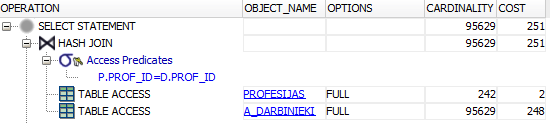 OPERATION OBJECT_NAME OPTIONS CARDINALITY COST
SELECT STATEMENT 95629 251
HASH JOIN 95629 251
Access Predicates
P.PROF_ID=D.PROF_ID
TABLE ACCESS PROFESIJAS FULL 242 2
TABLE ACCESS A_DARBINIEKI FULL 95629 248